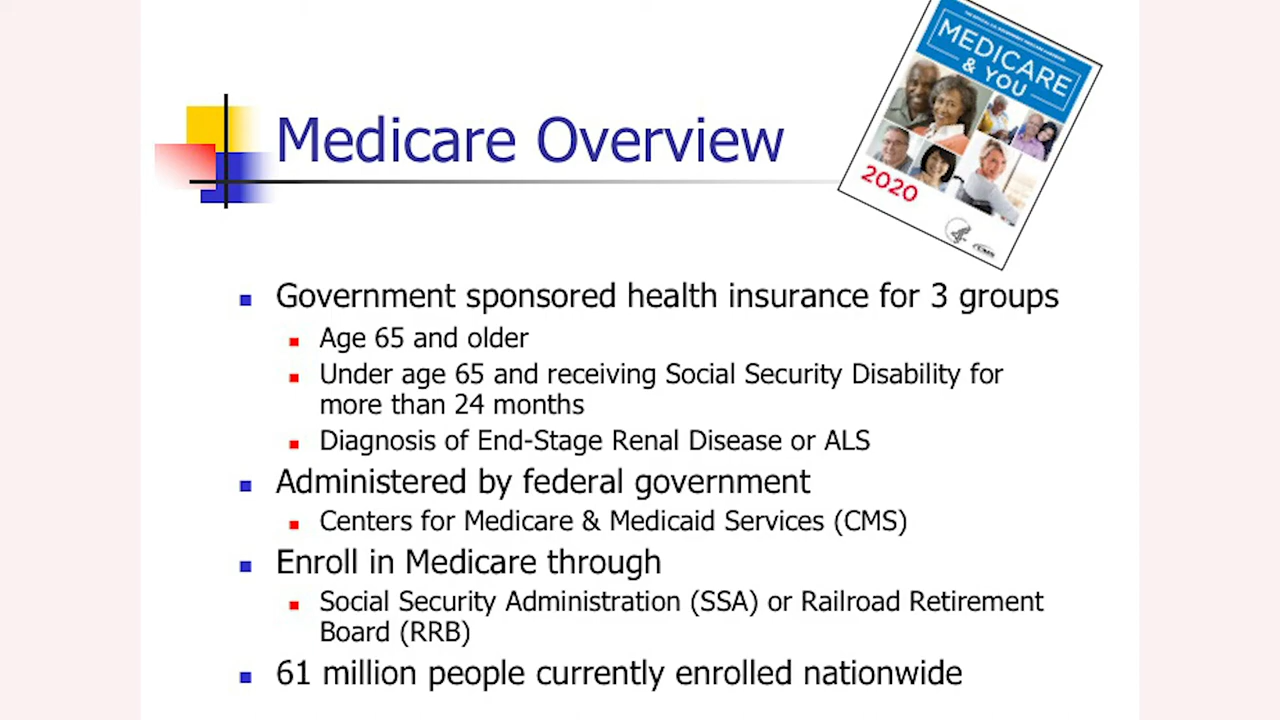 MEDICARE
& YOU
2020
Medicare Overview
Government sponsored health insurance for 3 groups
Age 65 and older
Under age 65 and receiving Social Security Disability for
more than 24 months
Diagnosis of End-Stage Renal Disease or ALS
Administered by federal government
Centers for Medicare & Medicaid Services (CMS)
Enroll in Medicare through
Social Security Administration (SSA) or Railroad Retirement
Board (RRB)
61 million people currently enrolled nationwide